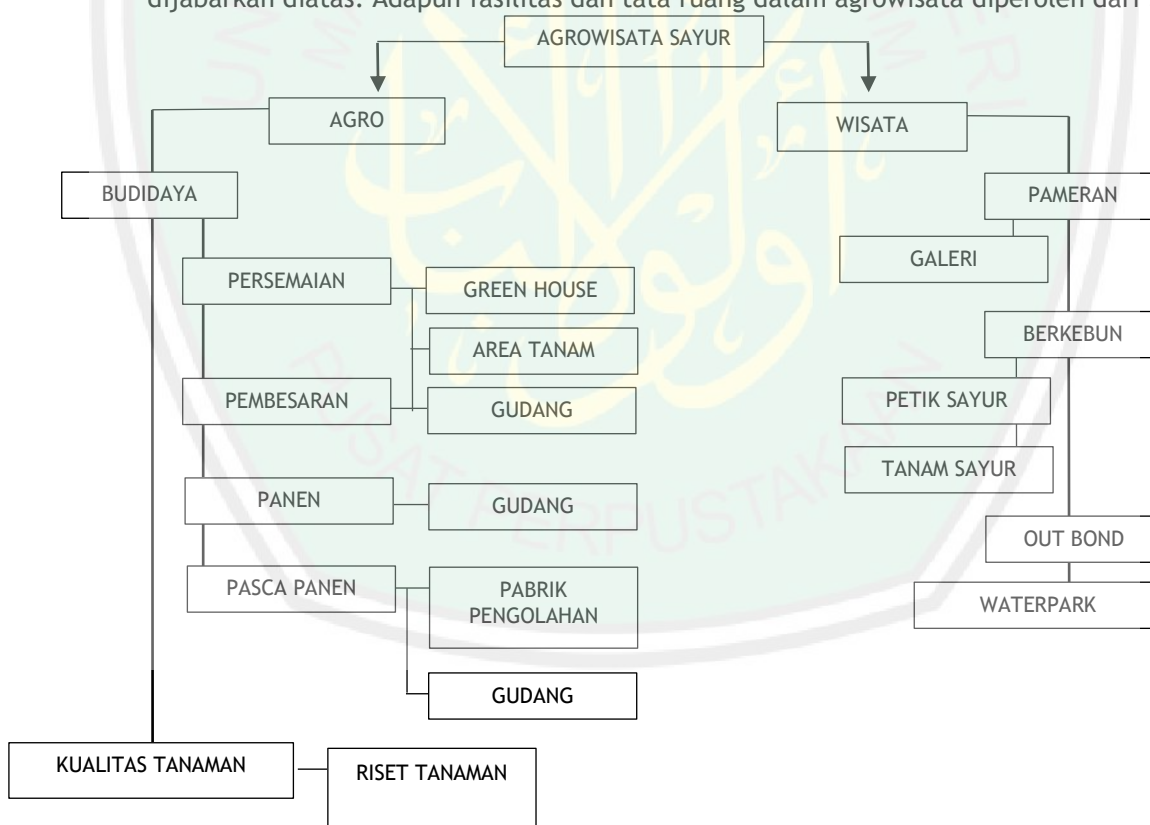 dijabarkan diatas. Adapun fasilitas dan tata ruang dalam agrowisata diperoleh dari
AGROWISATA SAYUR
AGRO
WISATA
BUDIDAYA
PAMERAN
GALERI
PERSEMAIAN
GREEN HOUSE
AREA TANAM
BERKEBUN
PEMBESARAN
GUDANG
PETIK SAYUR
TANAM SAYUR
PANEN
GUDANG
OUT BOND
PASCA PANEN
PABRIK
PENGOLAHAN
WATERPARK
GUDANG
KUALITAS TANAMAN
RISET TANAMAN
PUSAT PERPUSTAKAAN